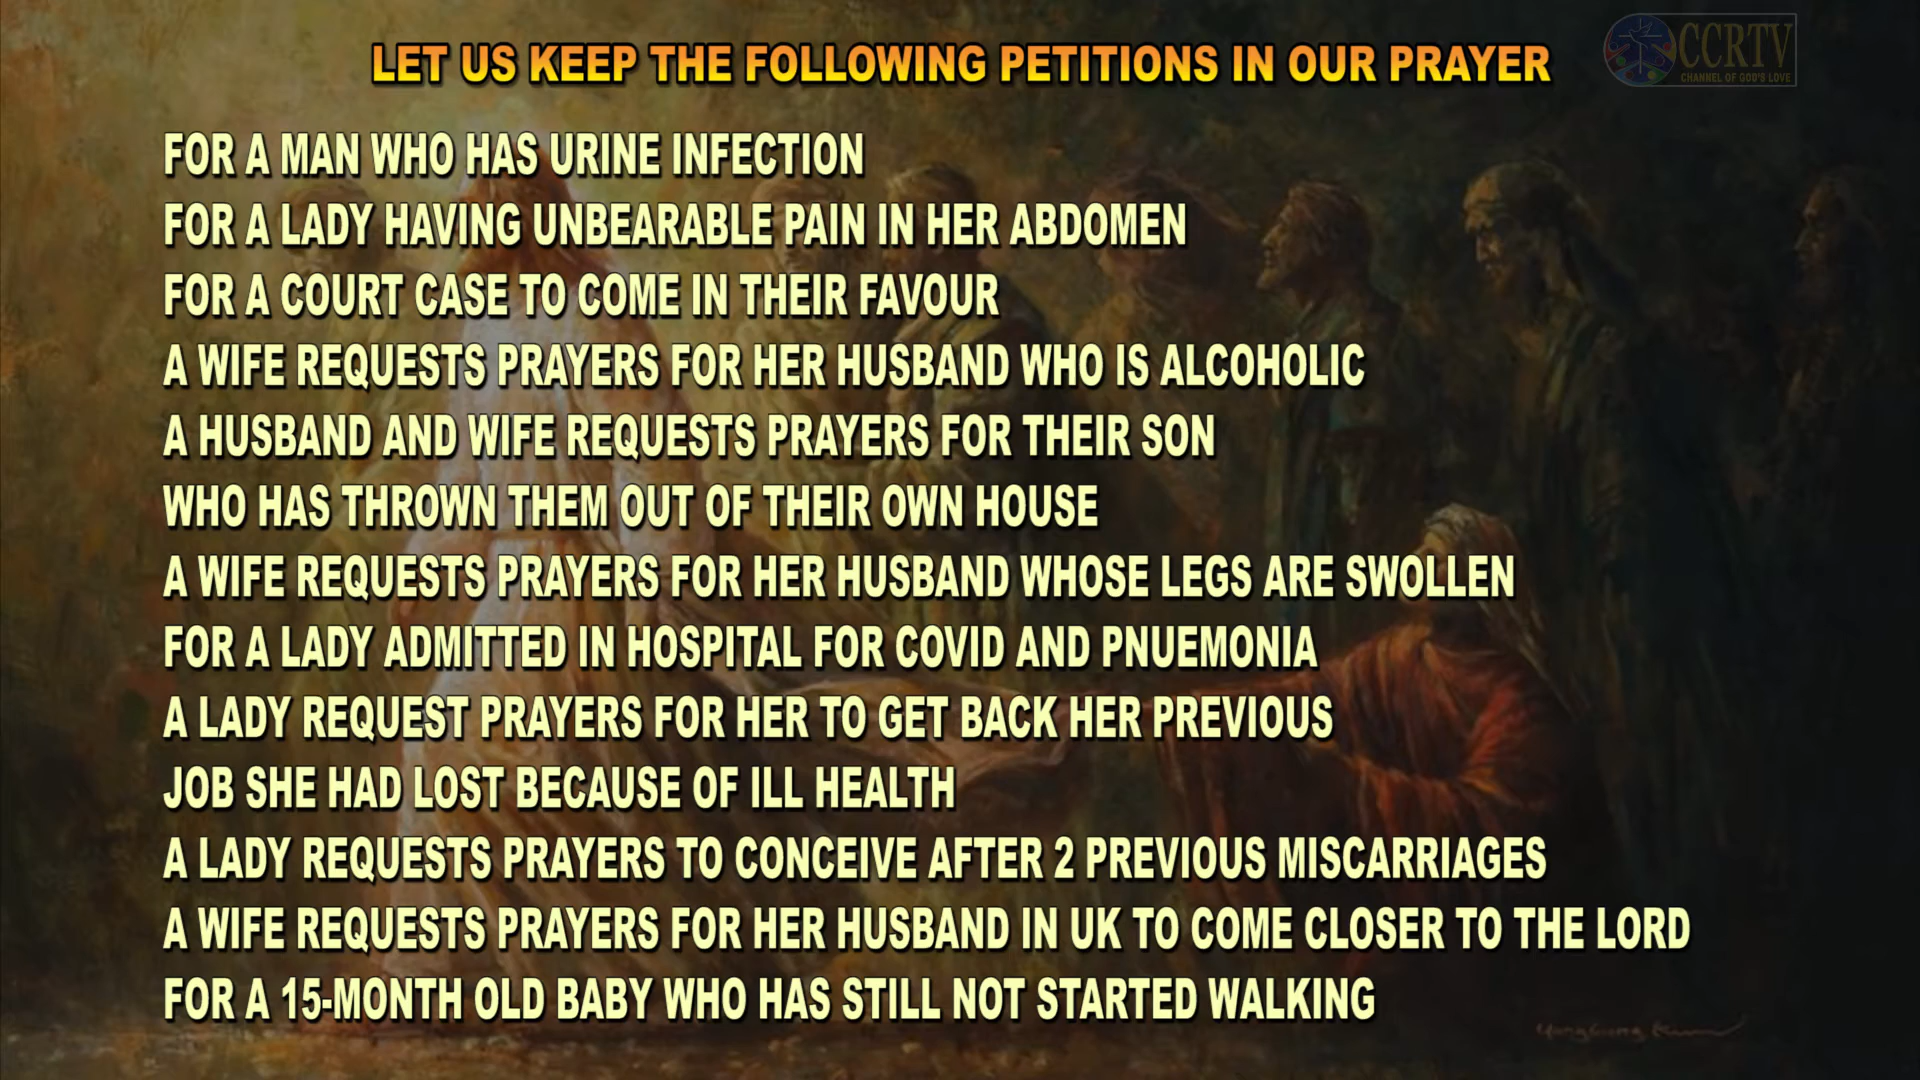 LET US KEEP THE FOLLOWING PETITIONS IN OUR PRAYER
CCRTV
CHANNEL OF GOD'S LOVE
FOR A MAN WHO HAS URINE INFECTION
FOR A LADY HAVING UNBEARABLE PAIN IN HER ABDOMEN
FOR A COURT CASE TO COME IN THEIR FAVOUR
A WIFE REQUESTS PRAYERS FOR HER HUSBAND WHO IS ALCOHOLIC
A HUSBAND AND WIFE REQUESTS PRAYERS FOR THEIR SON
WHO HAS THROWN THEM OUT OF THEIR OWN HOUSE
A WIFE REQUESTS PRAYERS FOR HER HUSBAND WHOSE LEGS ARE SWOLLEN
FOR A LADY ADMITTED IN HOSPITAL FOR COVID AND PNUEMONIA
A LADY REQUEST PRAYERS FOR HER TO GET BACK HER PREVIOUS
JOB SHE HAD LOST BECAUSE OF ILL HEALTH
A LADY REQUESTS PRAYERS TO CONCEIVE AFTER 2 PREVIOUS MISCARRIAGES
A WIFE REQUESTS PRAYERS FOR HER HUSBAND IN UK TO COME CLOSER TO THE LORD
FOR A 15-MONTH OLD BABY WHO HAS STILL NOT STARTED WALKING